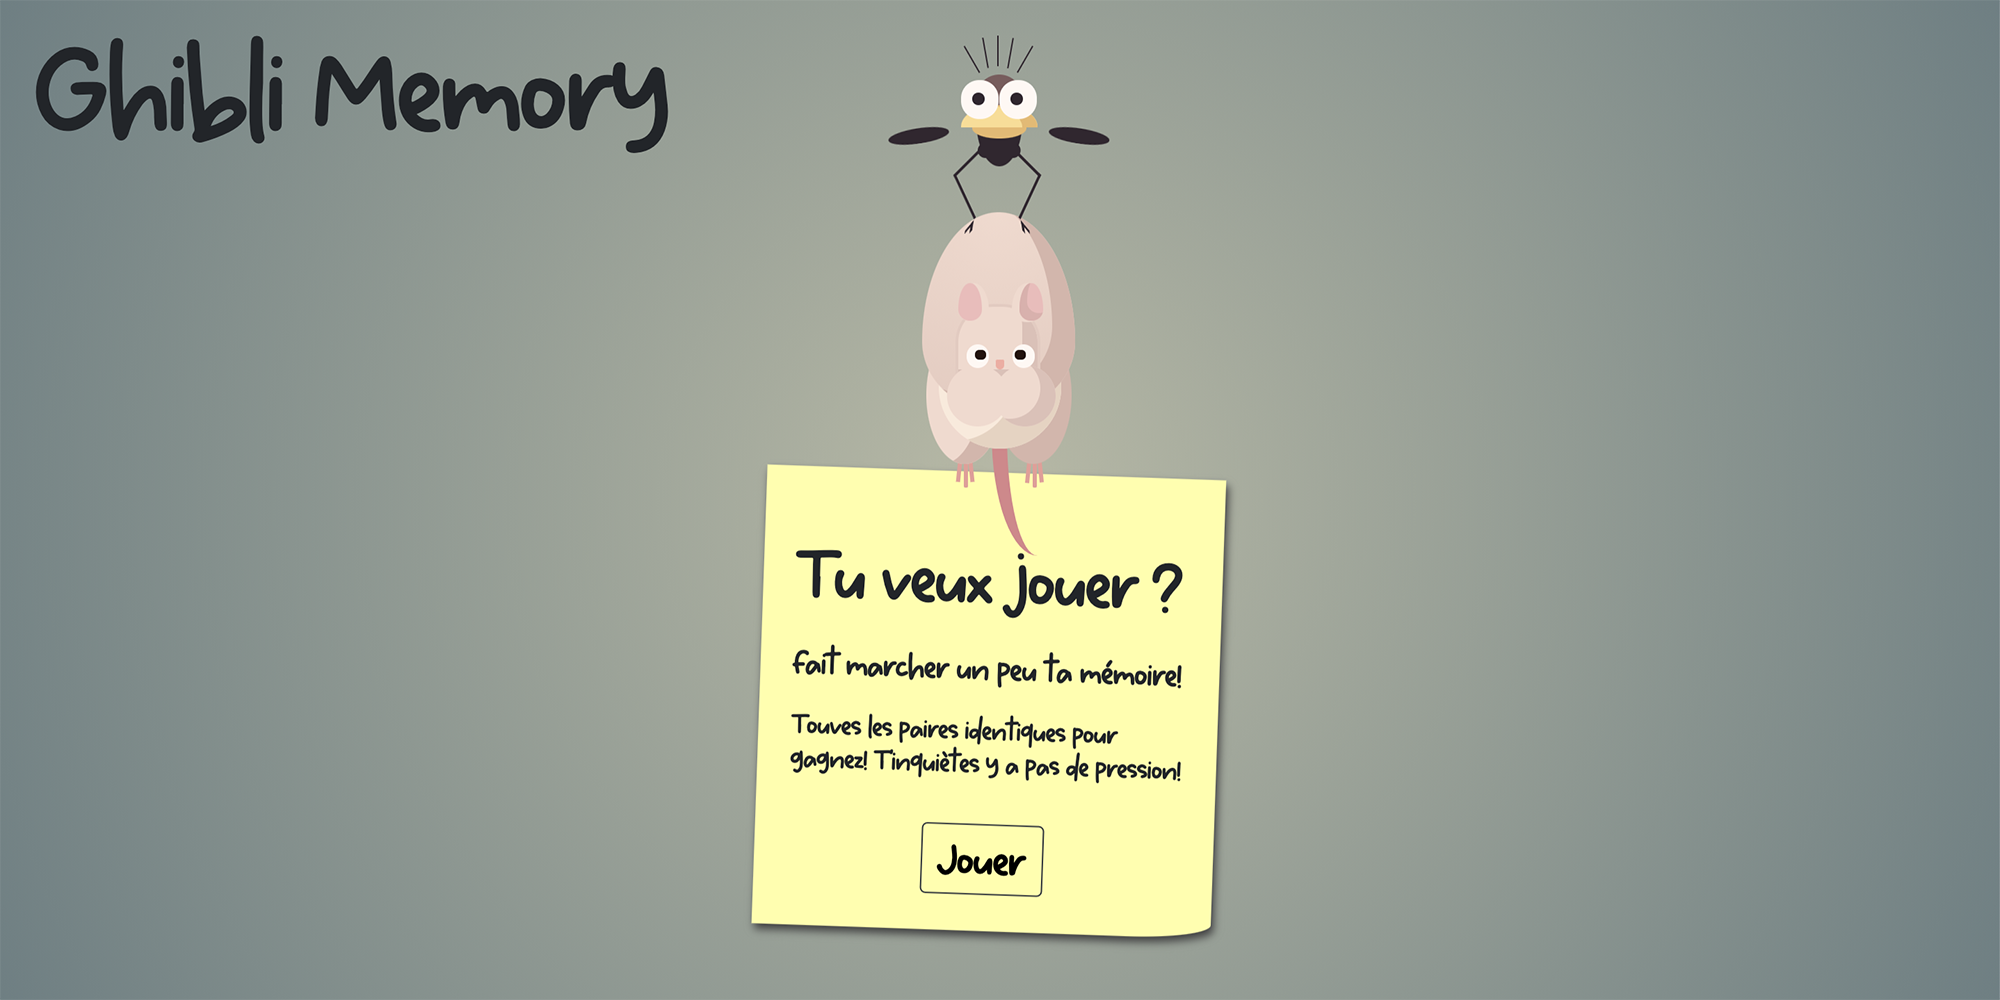 Ghibli Memory
Tu veux jouer ?
fait marcher un peu ta mémoire!
Touves les paires identiques pour
gagnez! Tinquiètes y a pas de pression!
Jouer